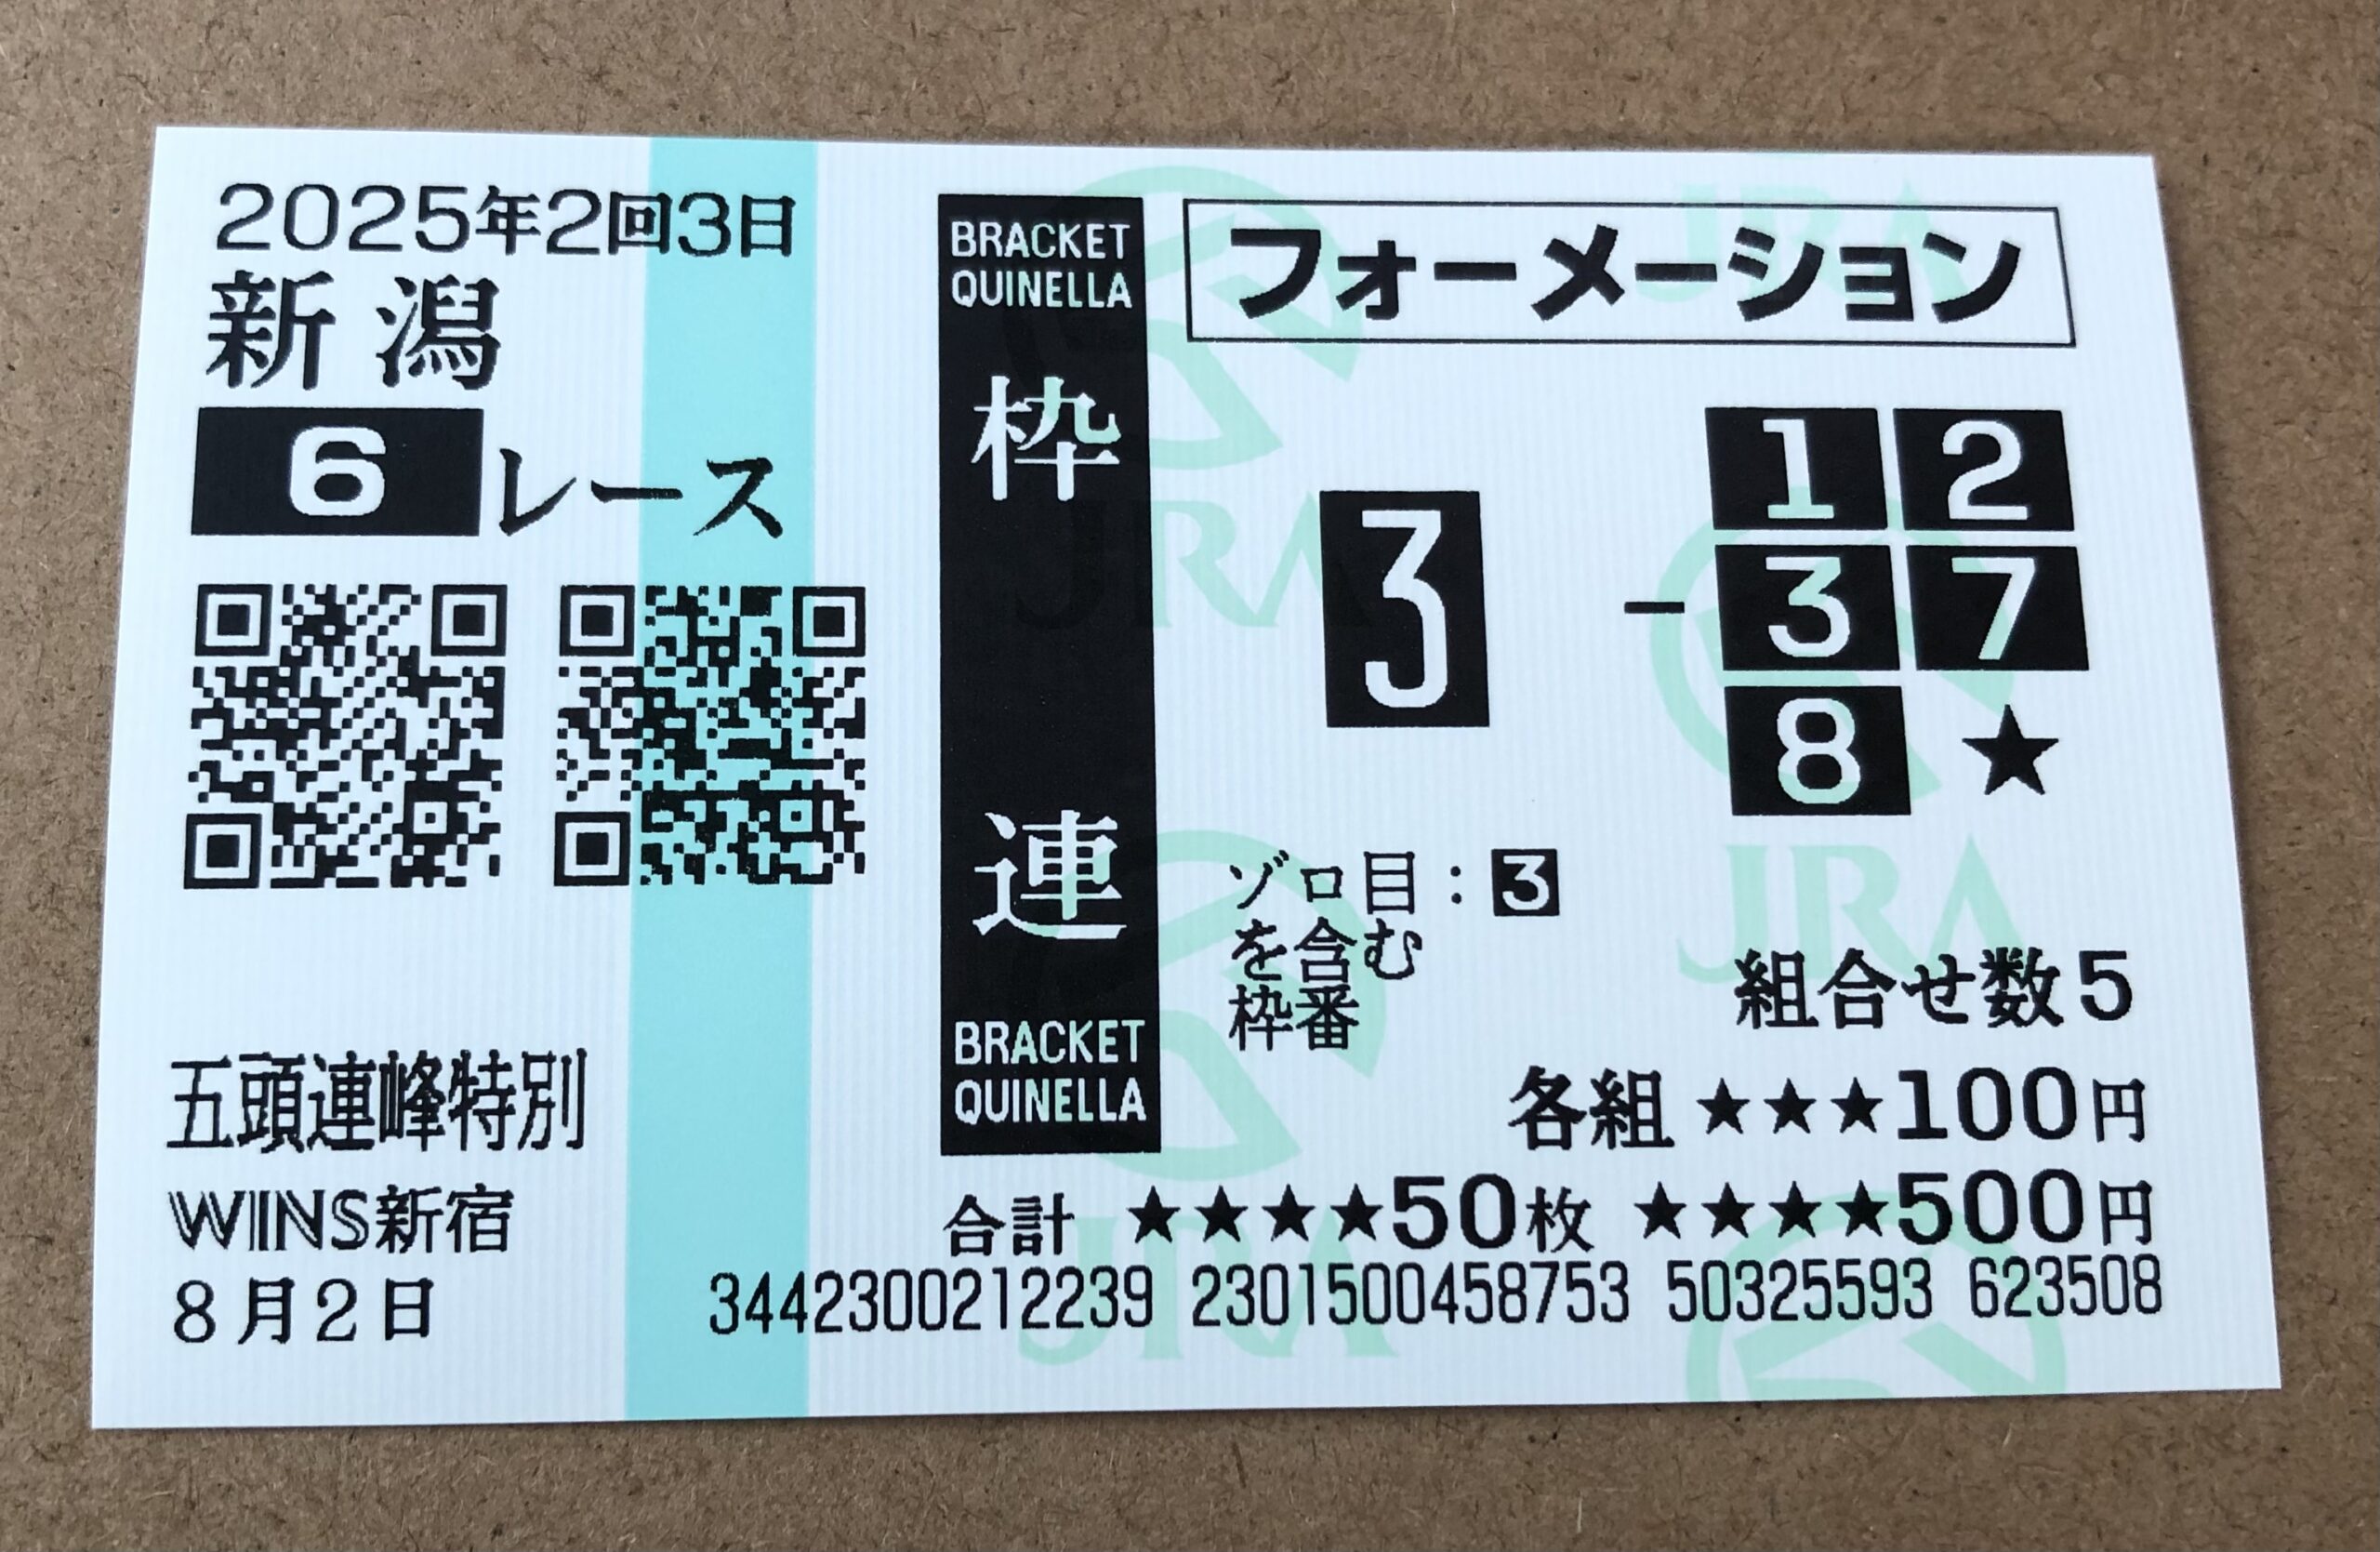 2025年2回3日
新潟
6レース
五頭連峰特別
WINS新宿
8月2日
BRACKET
QUINELLA
枠
連
BRACKET
QUINELLA
フォーメーション
3
－
1 2
3 7
8 ★
ゾロ目：3
を含む
枠番
組合せ数5
各組 ★★★100円
合計 ★★★★50枚 ★★★★500円
3442300212239 2301500458753 50325593 623508
JRA
JRA
JRA
JRA